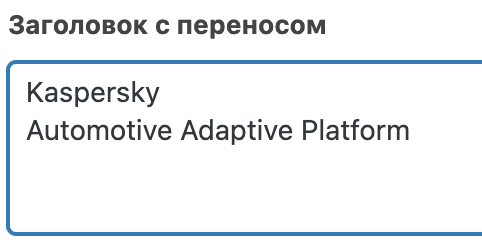 Заголовок с переносом
Kaspersky
Automotive Adaptive Platform